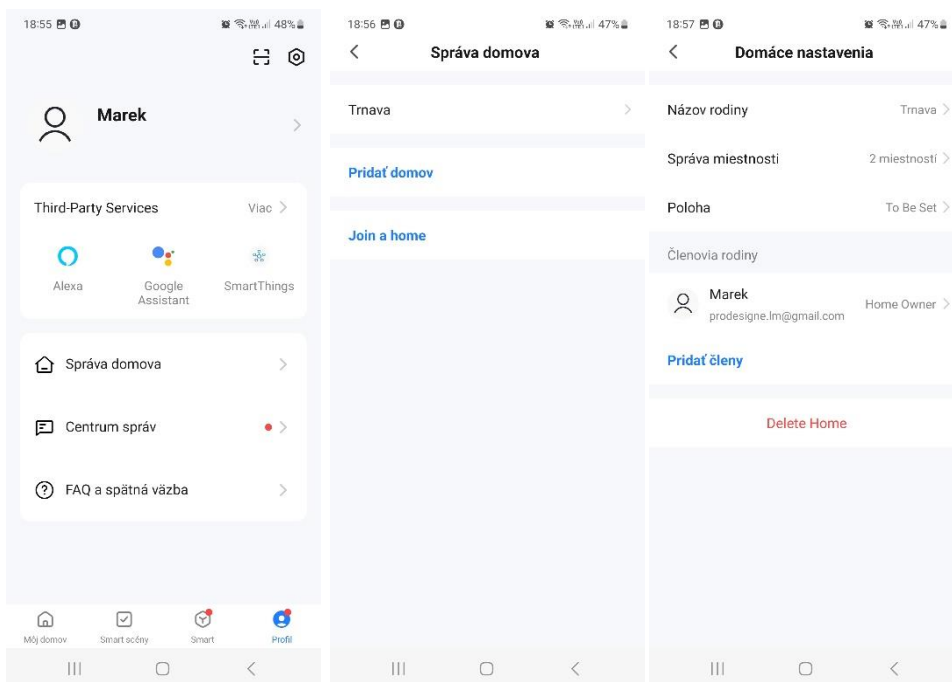 18:55
48%
Marek
Third-Party Services
Viac
Alexa
Google
Assistant
SmartThings
Správa domova
Centrum správ
FAQ a spätná väzba
Môj domov
Smart scény
Smart
Profil
18:56
47%
Správa domova
Trnava
Pridať domov
Join a home
18:57
47%
Domáce nastavenia
Názov rodiny
Trnava
Správa miestnosti
2 miestností
Poloha
To Be Set
Členovia rodiny
Marek
prodesigne.lm@gmail.com
Home Owner
Pridať členy
Delete Home